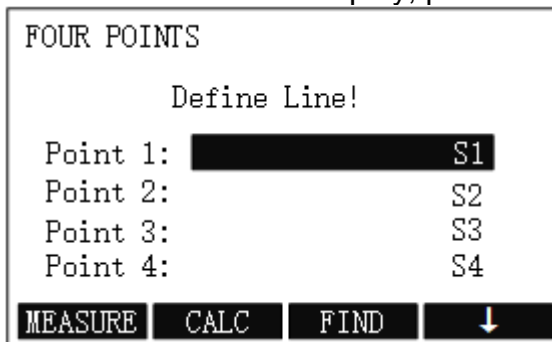 FOUR POINTS
Define Line!
Point 1: S1
Point 2: S2
Point 3: S3
Point 4: S4
MEASURE CALC FIND ↓